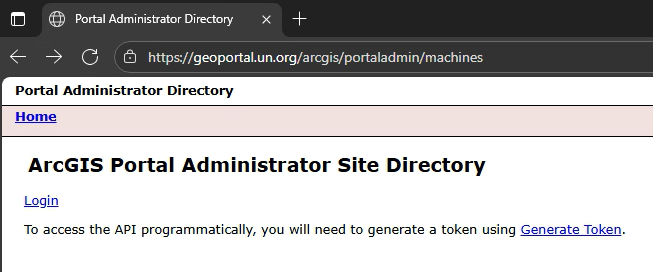 Portal Administrator Directory
https://geoportal.un.org/arcgis/portaladmin/machines
Portal Administrator Directory
Home
ArcGIS Portal Administrator Site Directory
Login
To access the API programmatically, you will need to generate a token using Generate Token.